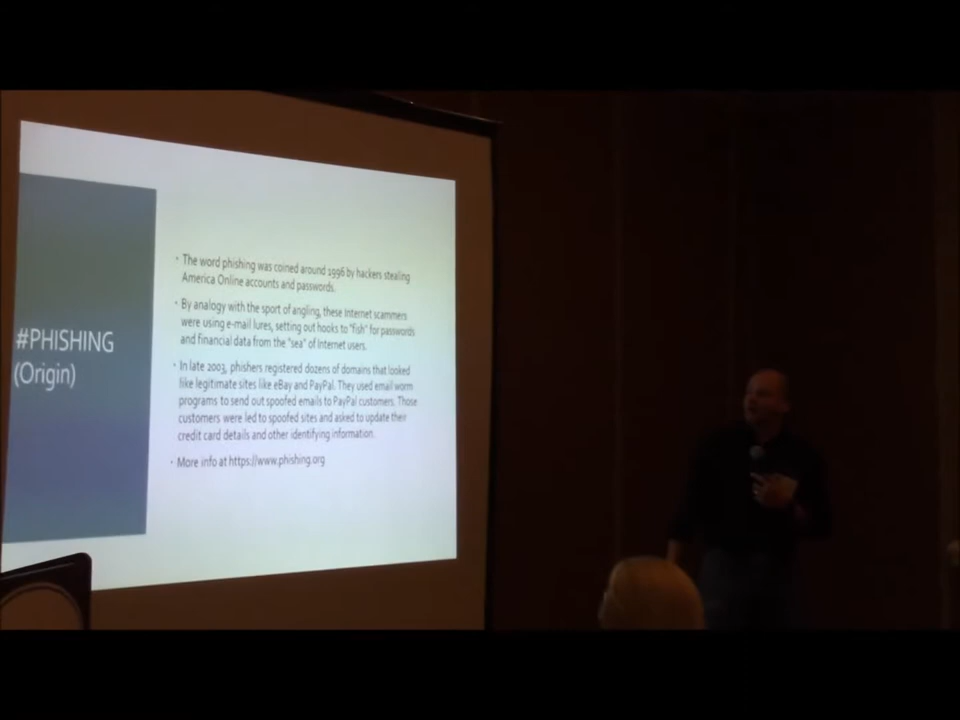 #PHISHING
(Origin)
• The word phishing was coined around 1996 by hackers stealing
America Online accounts and passwords.
• By analogy with the sport of angling, these Internet scammers
were using e-mail lures, setting out hooks to "fish" for passwords
and financial data from the "sea" of Internet users.
• In late 2003, phishers registered dozens of domains that looked
like legitimate sites like eBay and PayPal. They used email worm
programs to send out spoofed emails to PayPal customers. Those
customers were led to spoofed sites and asked to update their
credit card details and other identifying information.
• More info at https://www.phishing.org